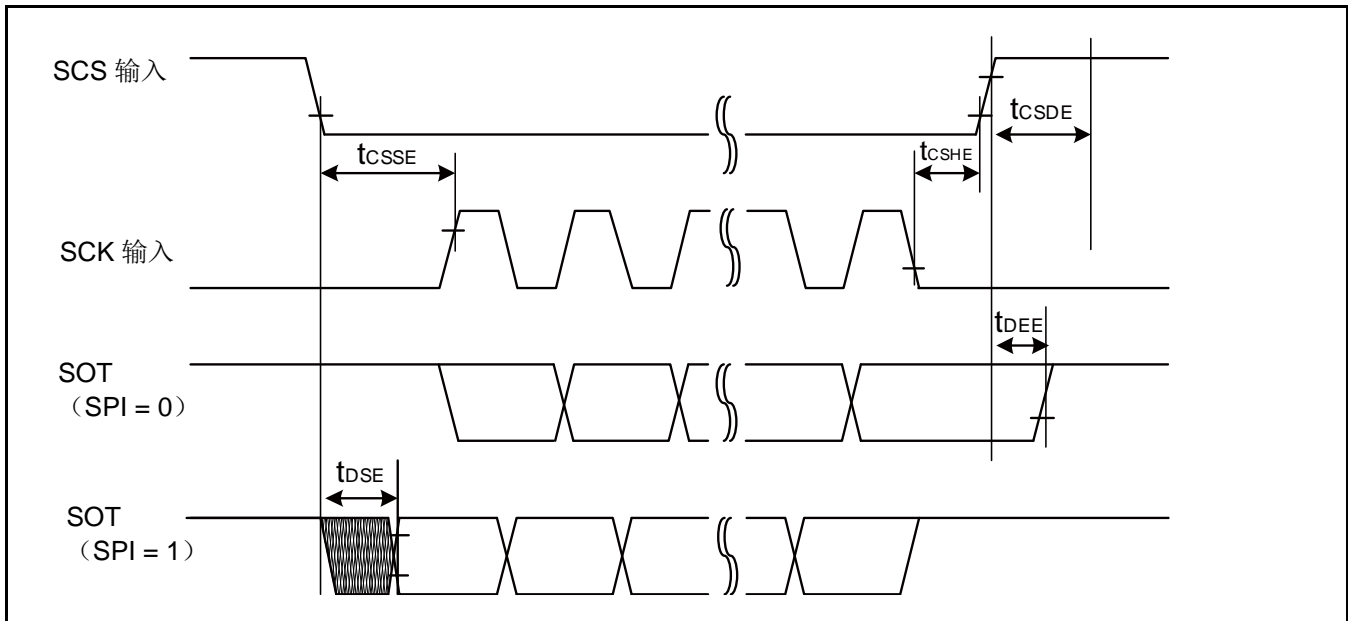 SCS 输入
tCSDE
tCSSE
tCSHE
SCK 输入
tDEE
SOT
（SPI = 0）
tDSE
SOT
（SPI = 1）